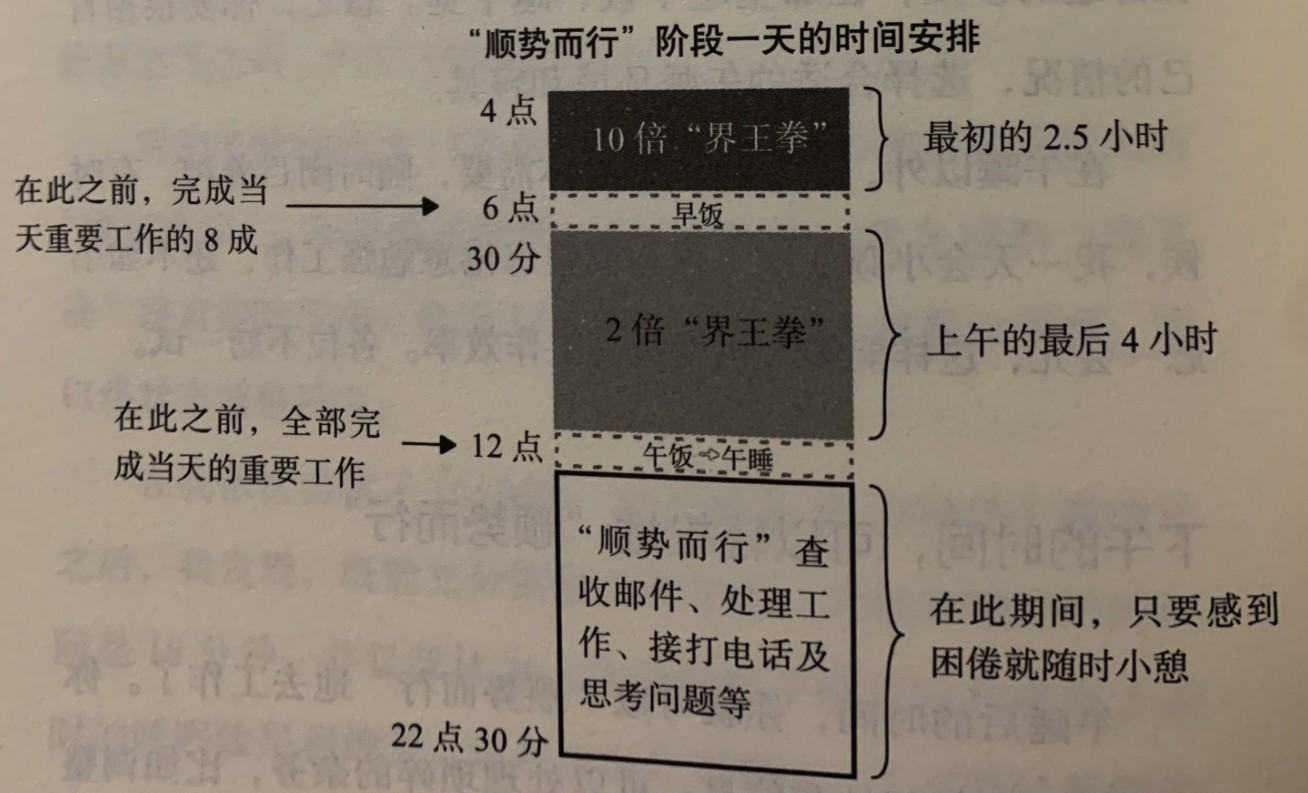 “顺势而行”阶段一天的时间安排
4 点
10 倍“界王拳”
最初的 2.5 小时
在此之前，完成当
天重要工作的 8 成
6 点
30 分
早饭
2 倍“界王拳”
上午的最后 4 小时
在此之前，全部完
成当天的重要工作
12 点
午饭⇨午睡
“顺势而行”查
收邮件、处理工
作、接打电话及
思考问题等
在此期间，只要感到
困倦就随时小憩
22 点 30 分